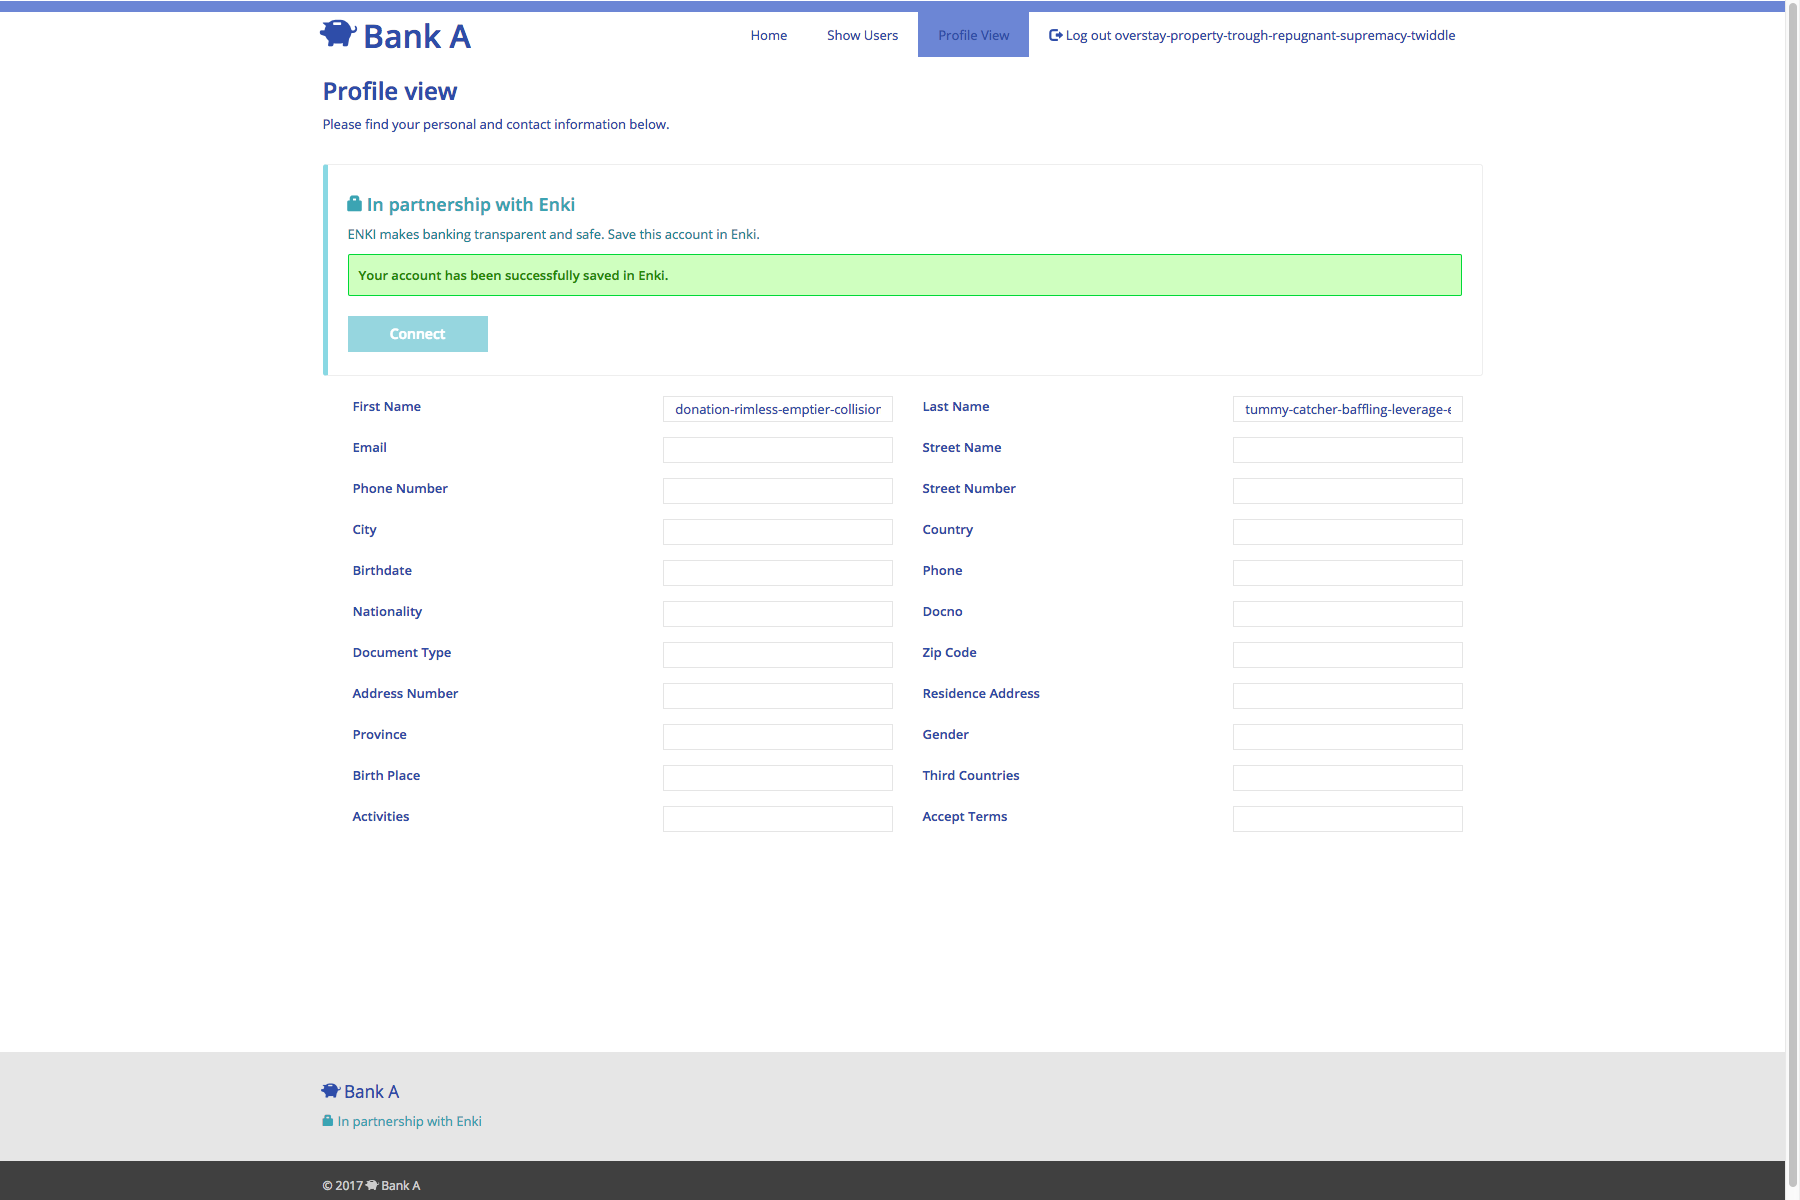 Bank A
Home Show Users Profile View Log out overstay-property-trough-repugnant-supremacy-twiddle
Profile view
Please find your personal and contact information below.
In partnership with Enki
ENKI makes banking transparent and safe. Save this account in Enki.
Your account has been successfully saved in Enki.
Connect
First Name donation-rimless-emptier-collision Last Name tummy-catcher-baffling-leverage-e
Email Street Name
Phone Number Street Number
City Country
Birthdate Phone
Nationality Docno
Document Type Zip Code
Address Number Residence Address
Province Gender
Birth Place Third Countries
Activities Accept Terms
Bank A
In partnership with Enki
© 2017 Bank A